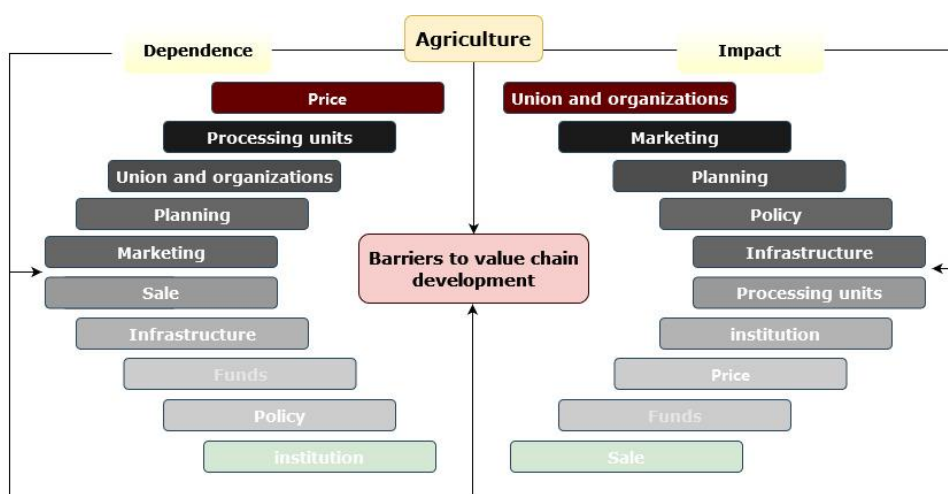 Agriculture
Dependence
Price
Processing units
Union and organizations
Planning
Marketing
Sale
Infrastructure
Funds
Policy
institution
Barriers to value chain
development
Impact
Union and organizations
Marketing
Planning
Policy
Infrastructure
Processing units
institution
Price
Funds
Sale